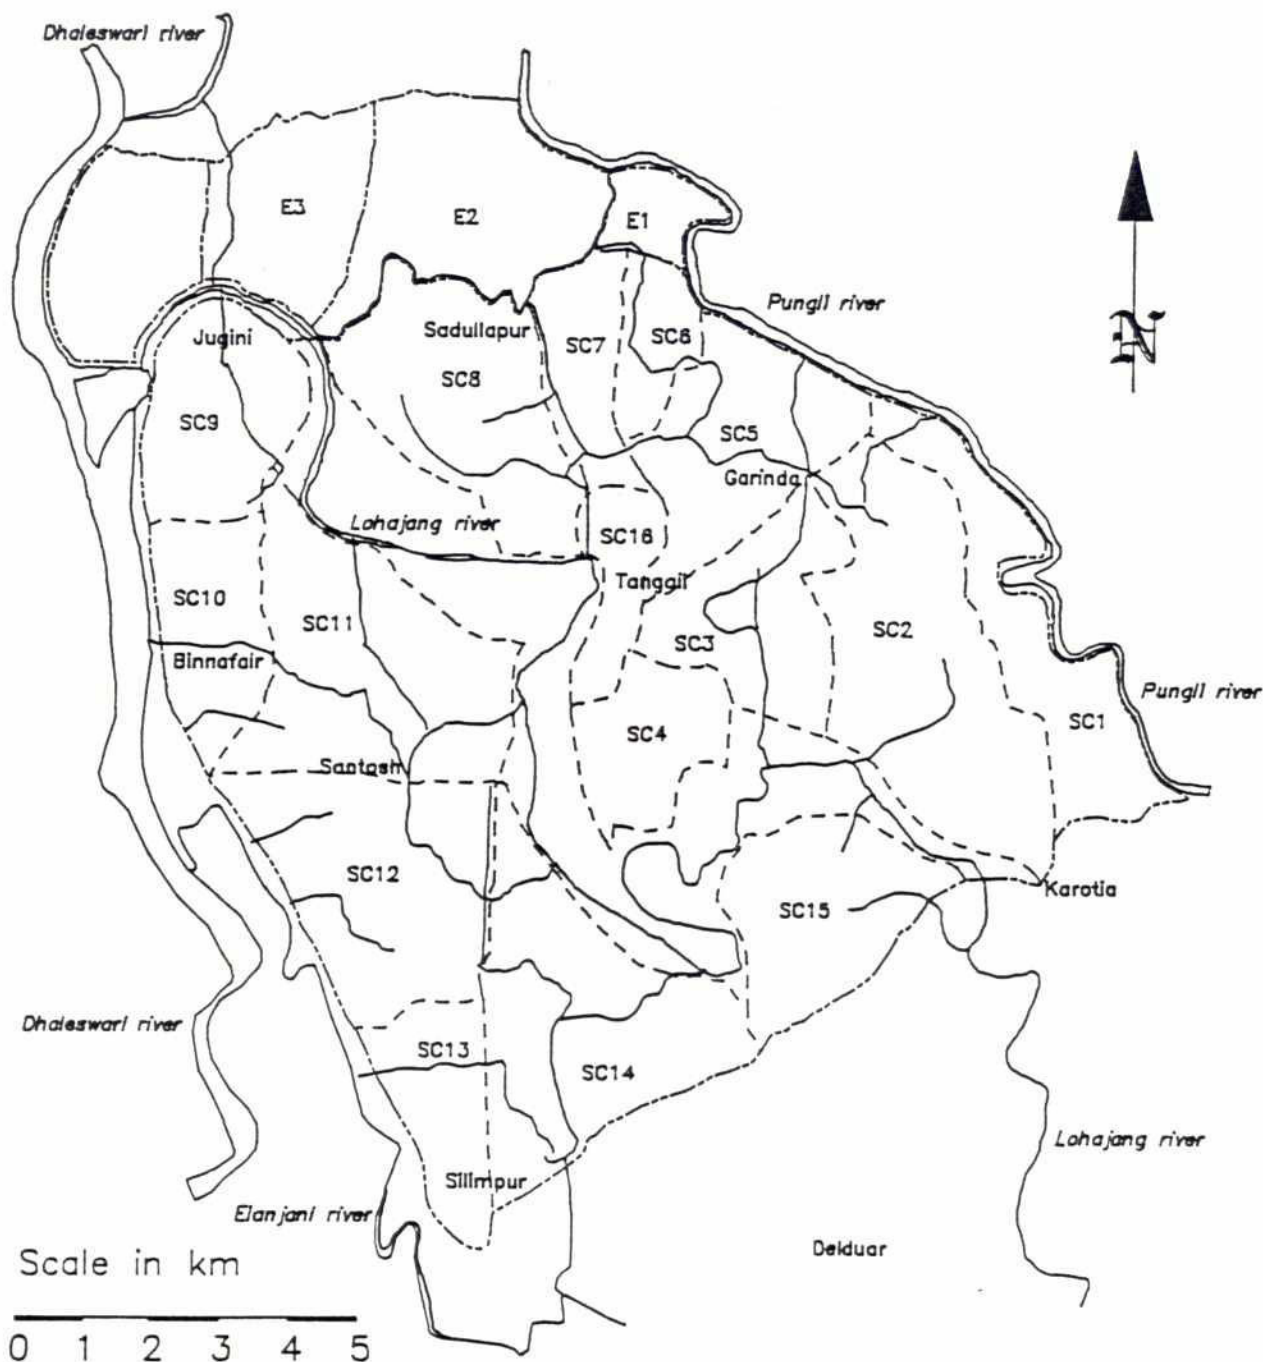 Dhaleswari river
E3
E2
E1
Pungli river
N
Jugini
Sadullapur
SC7
SC6
SC8
SC9
SC5
Garinda
Lohajang river
SC16
Tanggil
SC10
SC11
SC3
SC2
Binnafair
Pungli river
SC1
SC4
Santosh
SC12
Karotia
SC15
Dhaleswari river
SC13
SC14
Lohajang river
Silimpur
Elanjani river
Delduar
Scale in km
0 1 2 3 4 5